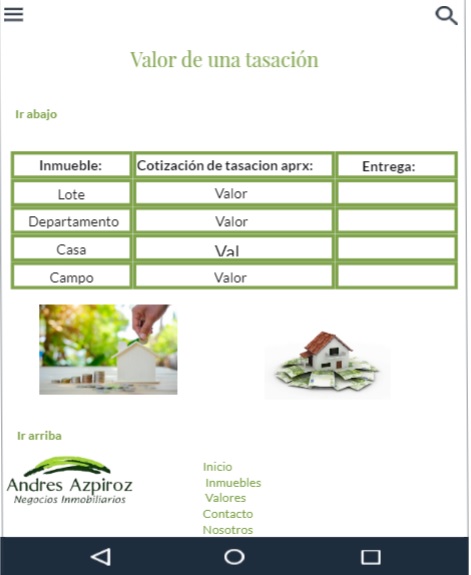 Valor de una tasación
Ir abajo
Inmueble: Cotización de tasacion aprx: Entrega:
Lote Valor
Departamento Valor
Casa Val
Campo Valor
Ir arriba
Andres Azpiroz
Negocios Inmobiliarios
Inicio
Inmuebles
Valores
Contacto
Nosotros